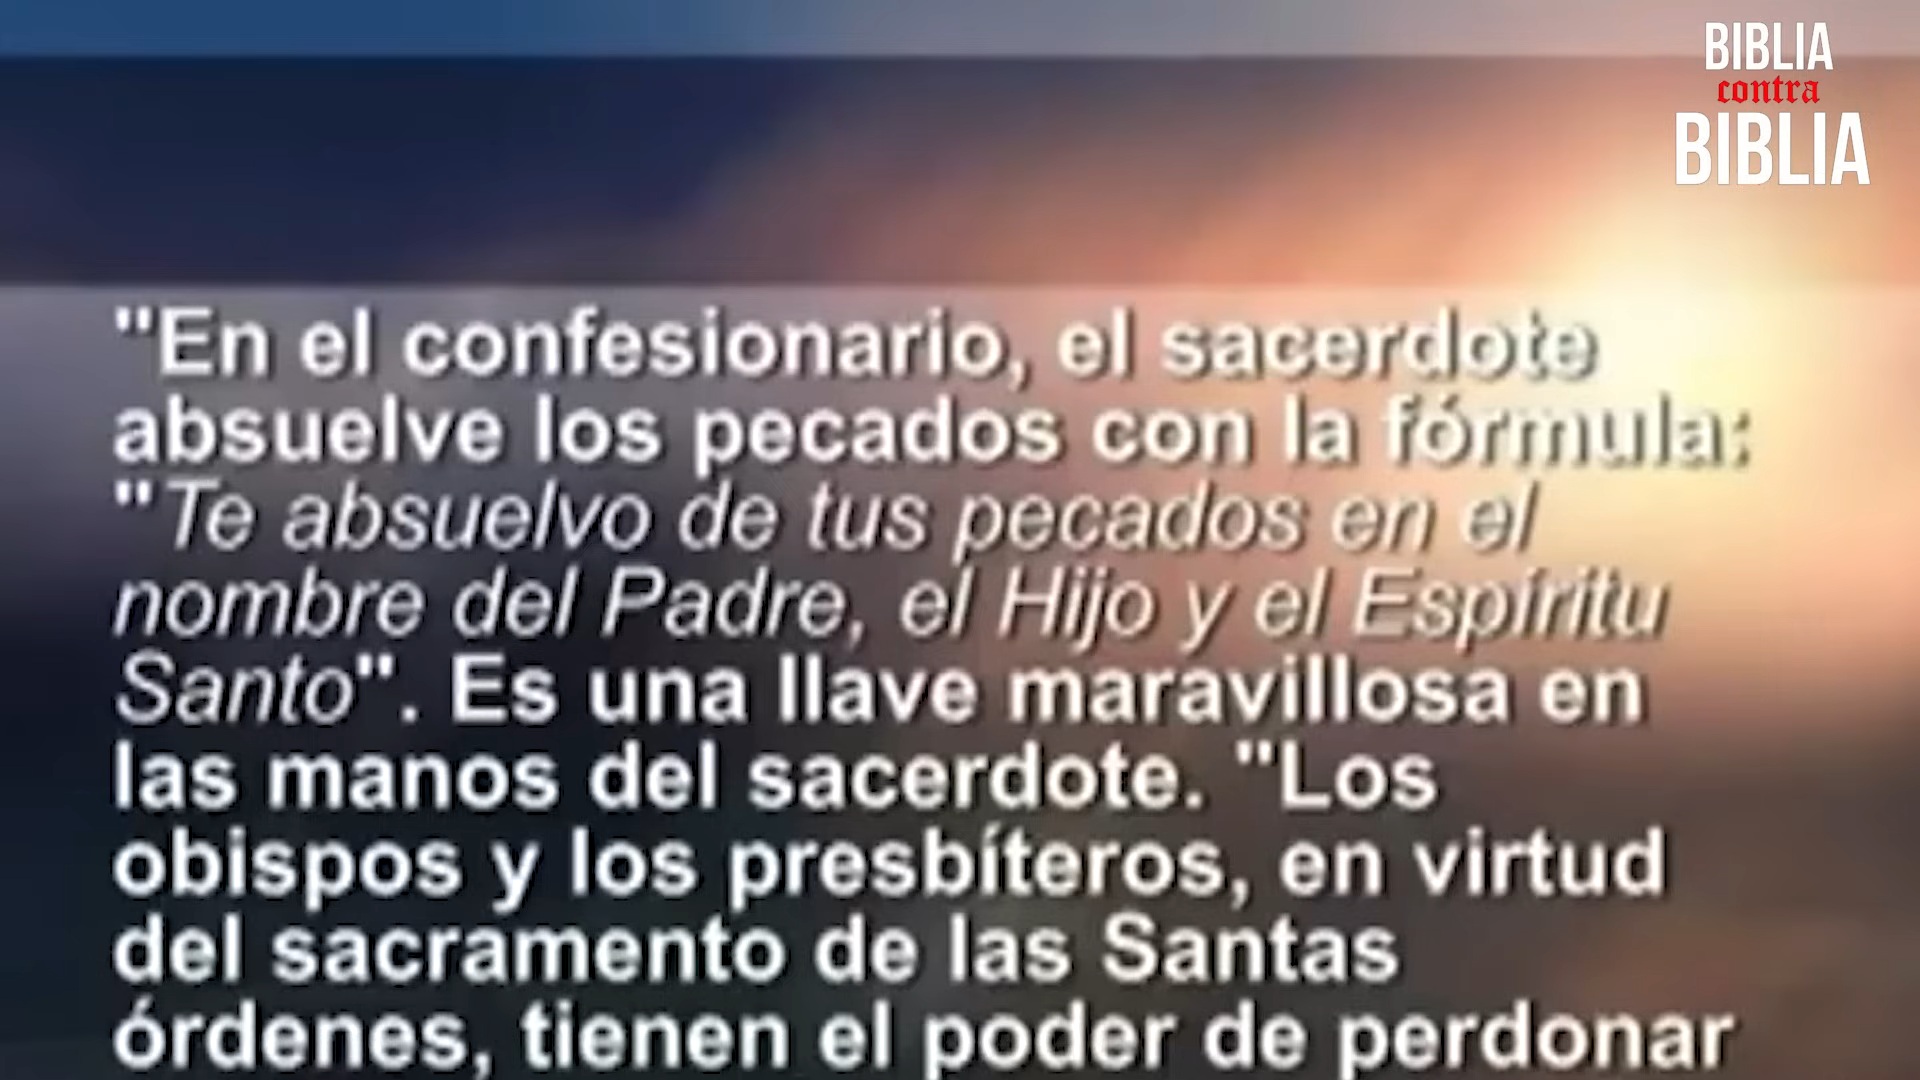 BIBLIA
contra
BIBLIA
"En el confesionario, el sacerdote
absuelve los pecados con la fórmula:
"Te absuelvo de tus pecados en el
nombre del Padre, el Hijo y el Espíritu
Santo". Es una llave maravillosa en
las manos del sacerdote. "Los
obispos y los presbíteros, en virtud
del sacramento de las Santas
órdenes, tienen el poder de perdonar